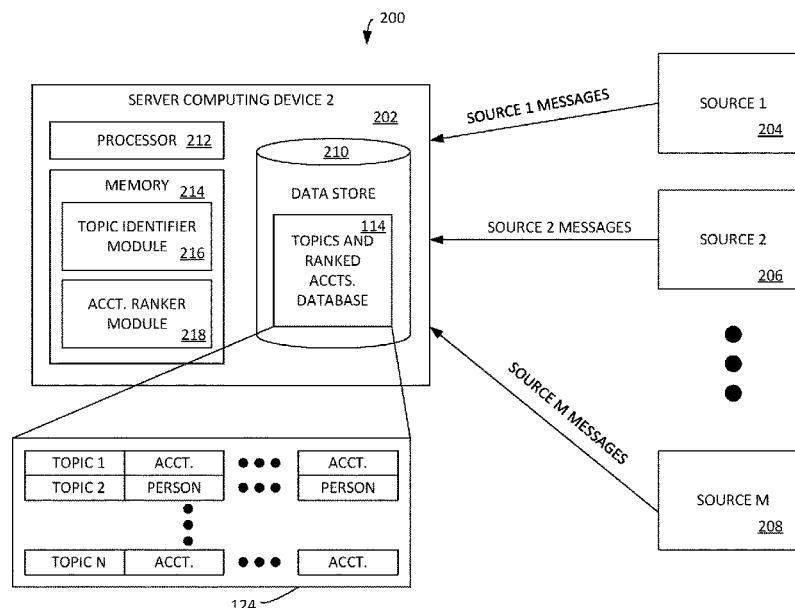 200
SERVER COMPUTING DEVICE 2
202
PROCESSOR 212
MEMORY
214
TOPIC IDENTIFIER
MODULE
216
ACCT. RANKER
MODULE
218
210
DATA STORE
114
TOPICS AND
RANKED
ACCTS.
DATABASE
SOURCE 1 MESSAGES
SOURCE 2 MESSAGES
SOURCE M MESSAGES
SOURCE 1
204
SOURCE 2
206
SOURCE M
208
TOPIC 1 ACCT. ACCT.
TOPIC 2 PERSON PERSON
TOPIC N ACCT. ACCT.
124